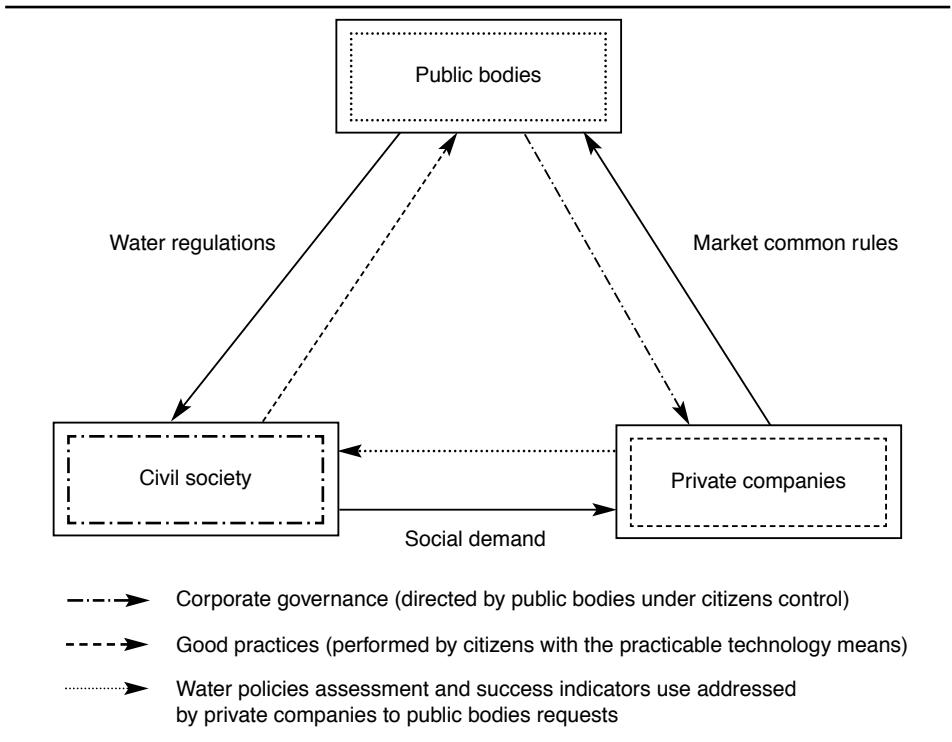 Public bodies
Water regulations
Market common rules
Civil society
Private companies
Social demand
Corporate governance (directed by public bodies under citizens control)
Good practices (performed by citizens with the practicable technology means)
Water policies assessment and success indicators use addressed
by private companies to public bodies requests